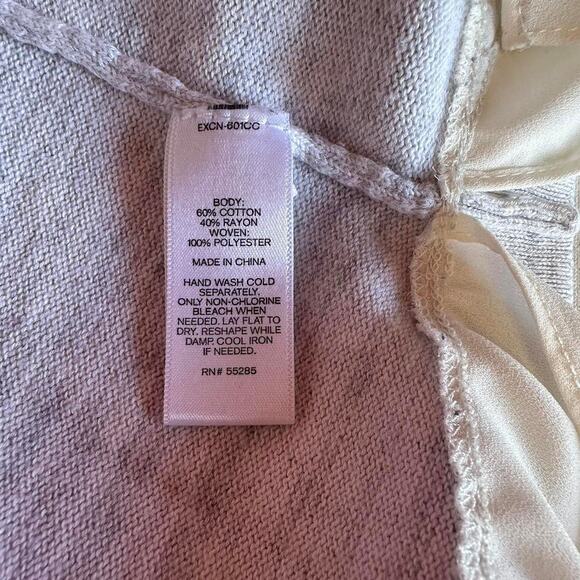 EXCN-601CC
BODY:
60% COTTON
40% RAYON
WOVEN:
100% POLYESTER
MADE IN CHINA
HAND WASH COLD
SEPARATELY.
ONLY NON-CHLORINE
BLEACH WHEN
NEEDED. LAY FLAT TO
DRY. RESHAPE WHILE
DAMP. COOL IRON
IF NEEDED.
RN# 55285